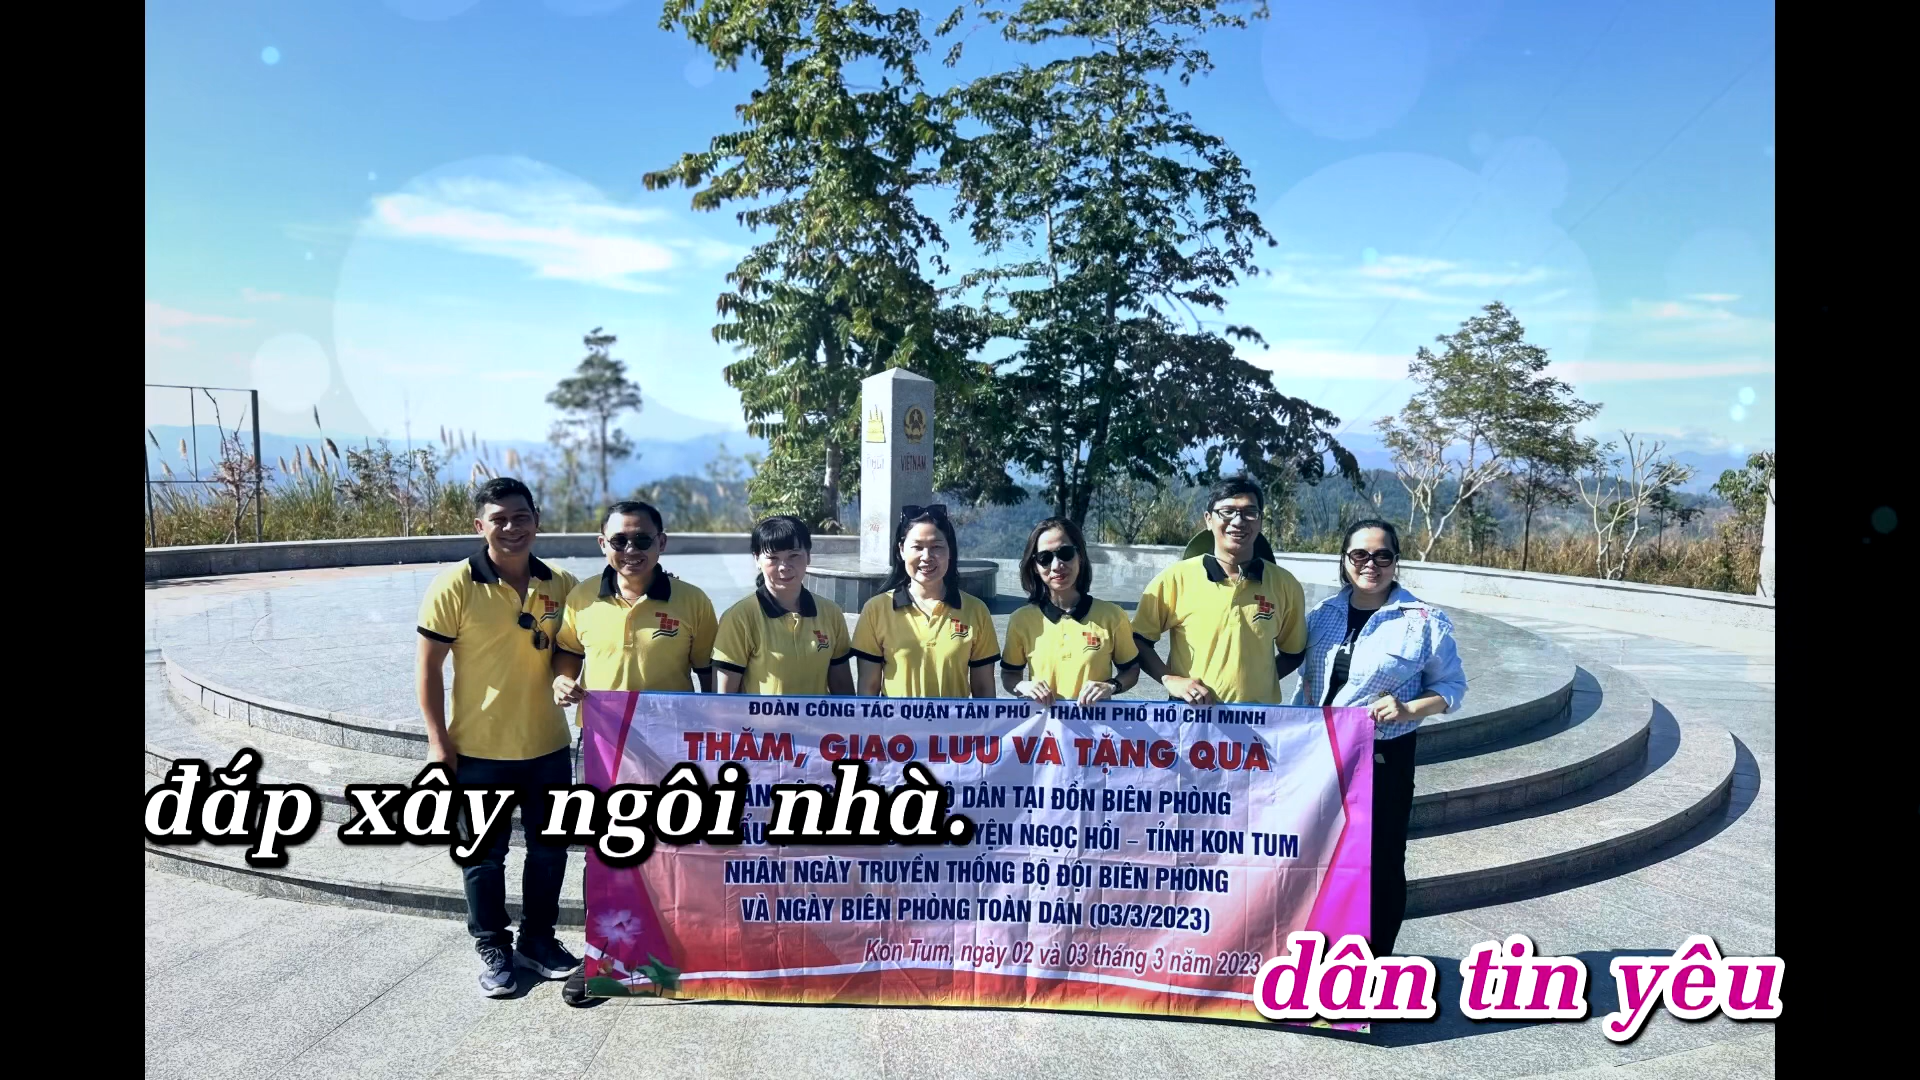 VIETNAM
ĐOÀN CÔNG TÁC QUẬN TÂN PHÚ - THÀNH PHỐ HỒ CHÍ MINH
THĂM, GIAO LƯU VÀ TẶNG QUÀ
DÂN TẠI ĐỒN BIÊN PHÒNG
đắp xây ngôi nhà.
NGỌC HỒI – TỈNH KON TUM
NHÂN NGÀY TRUYỀN THỐNG BỘ ĐỘI BIÊN PHÒNG
VÀ NGÀY BIÊN PHÒNG TOÀN DÂN (03/3/2023)
Kon Tum, ngày 02 và 03 tháng 3 năm 2023
dân tin yêu